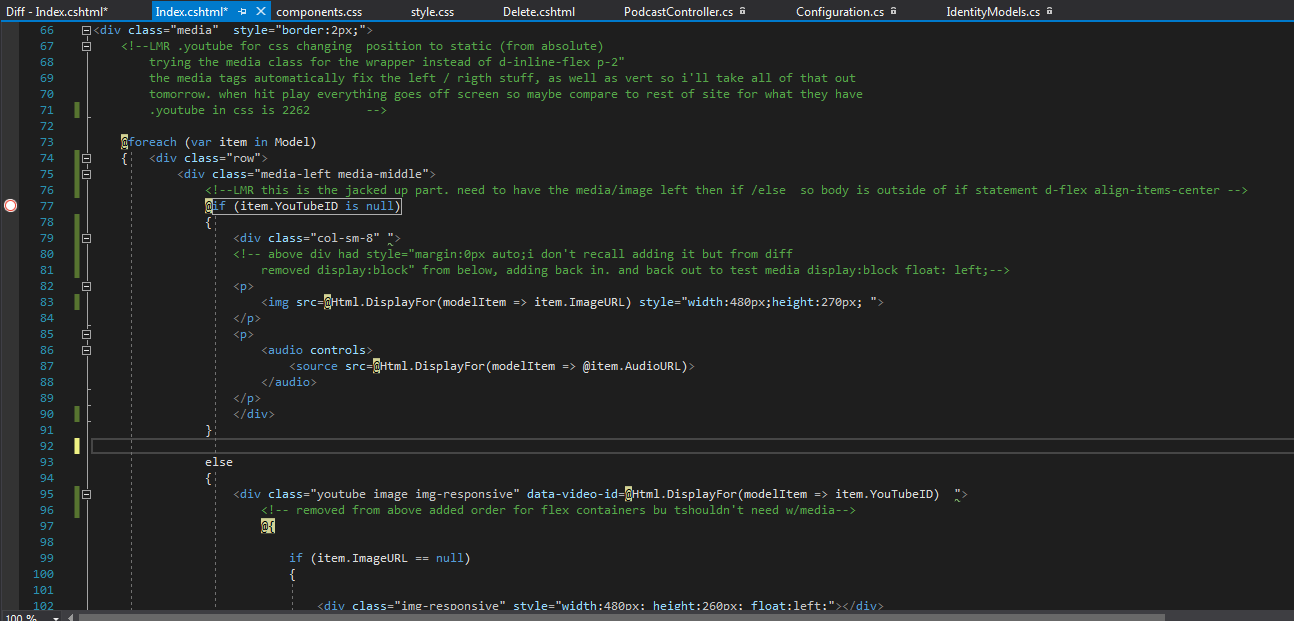 Diff - Index.cshtml* Index.cshtml* components.css style.css Delete.cshtml PodcastController.cs Configuration.cs IdentityModels.cs
66 <div class="media"  style="border:2px;">
67 <!--LMR .youtube for css changing  position to static (from absolute)
68 trying the media class for the wrapper instead of d-inline-flex p-2"
69 the media tags automatically fix the left / rigth stuff, as well as vert so i'll take all of that out
70 tomorrow. when hit play everything goes off screen so maybe compare to rest of site for what they have
71 .youtube in css is 2262        -->
72
73 @foreach (var item in Model)
74 {   <div class="row">
75 <div class="media-left media-middle">
76 <!--LMR this is the jacked up part. need to have the media/image left then if /else  so body is outside of if statement d-flex align-items-center -->
77 @if (item.YouTubeID is null)
78 {
79 <div class="col-sm-8" ">
80 <!-- above div had style="margin:0px auto;i don't recall adding it but from diff
81 removed display:block" from below, adding back in. and back out to test media display:block float: left;-->
82 <p>
83 <img src=@Html.DisplayFor(modelItem => item.ImageURL) style="width:480px;height:270px; ">
84 </p>
85 <p>
86 <audio controls>
87 <source src=@Html.DisplayFor(modelItem => @item.AudioURL)>
88 </audio>
89 </p>
90 </div>
91 }
92
93 else
94 {
95 <div class="youtube image img-responsive" data-video-id=@Html.DisplayFor(modelItem => item.YouTubeID)  ">
96 <!-- removed from above added order for flex containers bu tshouldn't need w/media-->
97 @{
98
99 if (item.ImageURL == null)
100 {
101
102 <div class="img-responsive" style="width:480px; height:260px; float:left;"></div>
100 %